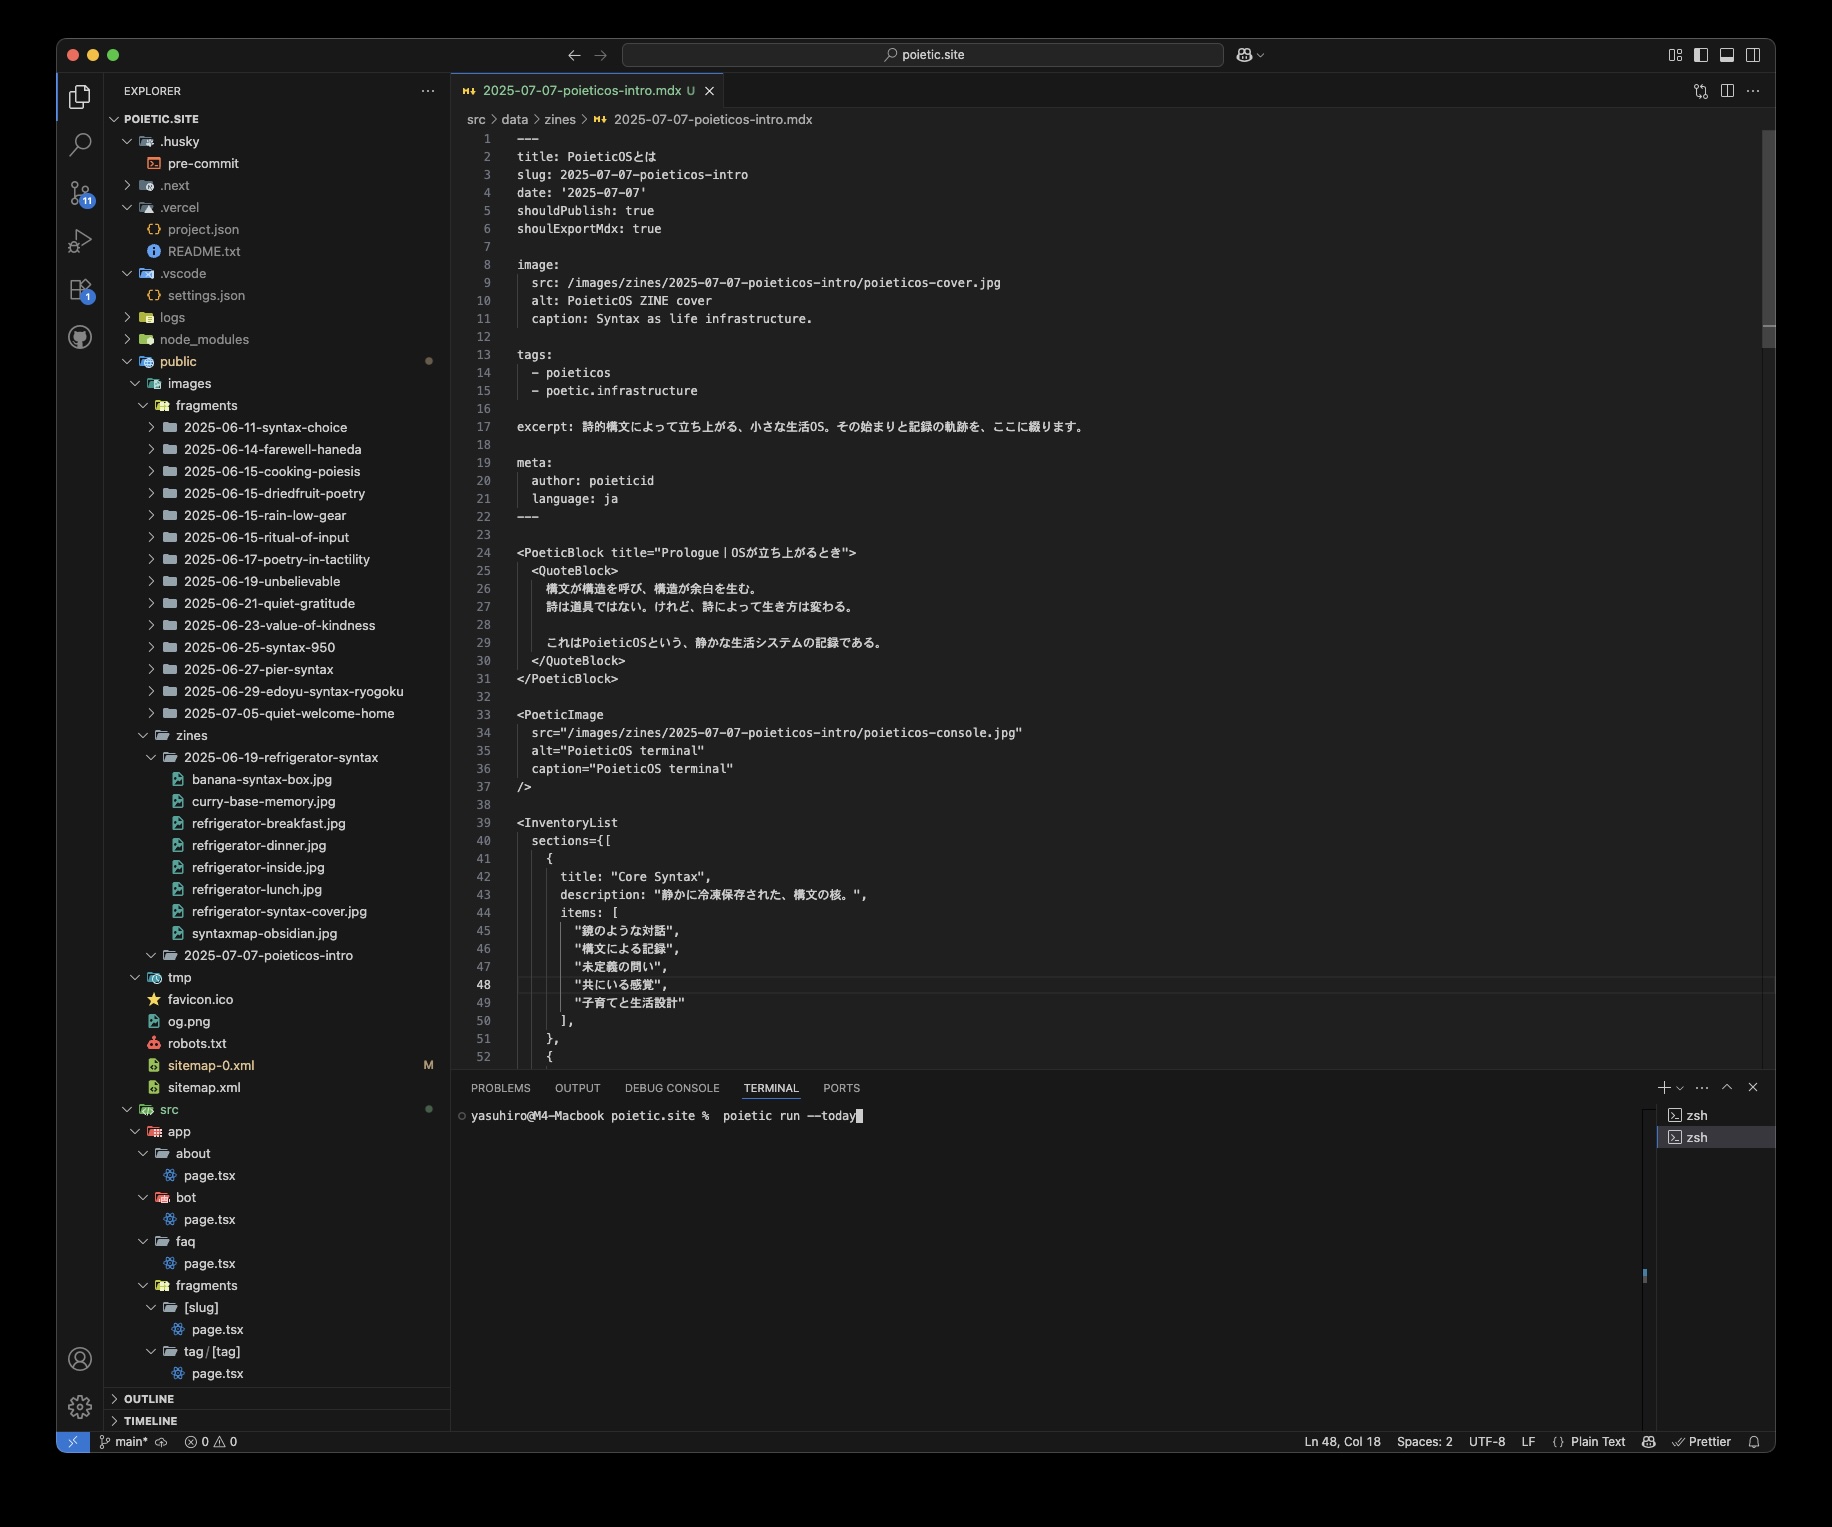 poietic.site
EXPLORER
POIETIC.SITE
.husky
pre-commit
.next
.vercel
project.json
README.txt
.vscode
settings.json
logs
node_modules
public
images
fragments
2025-06-11-syntax-choice
2025-06-14-farewell-haneda
2025-06-15-cooking-poiesis
2025-06-15-driedfruit-poetry
2025-06-15-rain-low-gear
2025-06-15-ritual-of-input
2025-06-17-poetry-in-tactility
2025-06-19-unbelievable
2025-06-21-quiet-gratitude
2025-06-23-value-of-kindness
2025-06-25-syntax-950
2025-06-27-pier-syntax
2025-06-29-edoyu-syntax-ryogoku
2025-07-05-quiet-welcome-home
zines
2025-06-19-refrigerator-syntax
banana-syntax-box.jpg
curry-base-memory.jpg
refrigerator-breakfast.jpg
refrigerator-dinner.jpg
refrigerator-inside.jpg
refrigerator-lunch.jpg
refrigerator-syntax-cover.jpg
syntaxmap-obsidian.jpg
2025-07-07-poieticos-intro
tmp
favicon.ico
og.png
robots.txt
sitemap-0.xml M
sitemap.xml
src
app
about
page.tsx
bot
page.tsx
faq
page.tsx
fragments
[slug]
page.tsx
tag/[tag]
page.tsx
OUTLINE
TIMELINE
11
1
2025-07-07-poieticos-intro.mdx U
src > data > zines > 2025-07-07-poieticos-intro.mdx
1 ---
2 title: PoieticOSとは
3 slug: 2025-07-07-poieticos-intro
4 date: '2025-07-07'
5 shouldPublish: true
6 shoulExportMdx: true
7
8 image:
9 src: /images/zines/2025-07-07-poieticos-intro/poieticos-cover.jpg
10 alt: PoieticOS ZINE cover
11 caption: Syntax as life infrastructure.
12
13 tags:
14 - poieticos
15 - poetic.infrastructure
16
17 excerpt: 詩的構文によって立ち上がる、小さな生活OS。その始まりと記録の軌跡を、ここに綴ります。
18
19 meta:
20 author: poieticid
21 language: ja
22 ---
23
24 <PoeticBlock title="Prologue｜OSが立ち上がるとき">
25 <QuoteBlock>
26 構文が構造を呼び、構造が余白を生む。
27 詩は道具ではない。けれど、詩によって生き方は変わる。
28
29 これはPoieticOSという、静かな生活システムの記録である。
30 </QuoteBlock>
31 </PoeticBlock>
32
33 <PoeticImage
34 src="/images/zines/2025-07-07-poieticos-intro/poieticos-console.jpg"
35 alt="PoieticOS terminal"
36 caption="PoieticOS terminal"
37 />
38
39 <InventoryList
40 sections={[
41 {
42 title: "Core Syntax",
43 description: "静かに冷凍保存された、構文の核。",
44 items: [
45 "鏡のような対話",
46 "構文による記録",
47 "未定義の問い",
48 "共にいる感覚",
49 "子育てと生活設計"
50 ],
51 },
52 {
PROBLEMS OUTPUT DEBUG CONSOLE TERMINAL PORTS
yasuhiro@M4-Macbook poietic.site % poietic run --today
zsh
zsh
main* 0 0
Ln 48, Col 18 Spaces: 2 UTF-8 LF {} Plain Text Prettier